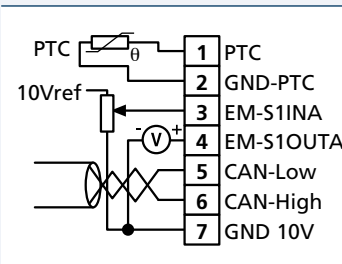 PTC θ 1 PTC
2 GND-PTC
10Vref 3 EM-S1INA
- V + 4 EM-S1OUTA
5 CAN-Low
6 CAN-High
7 GND 10V